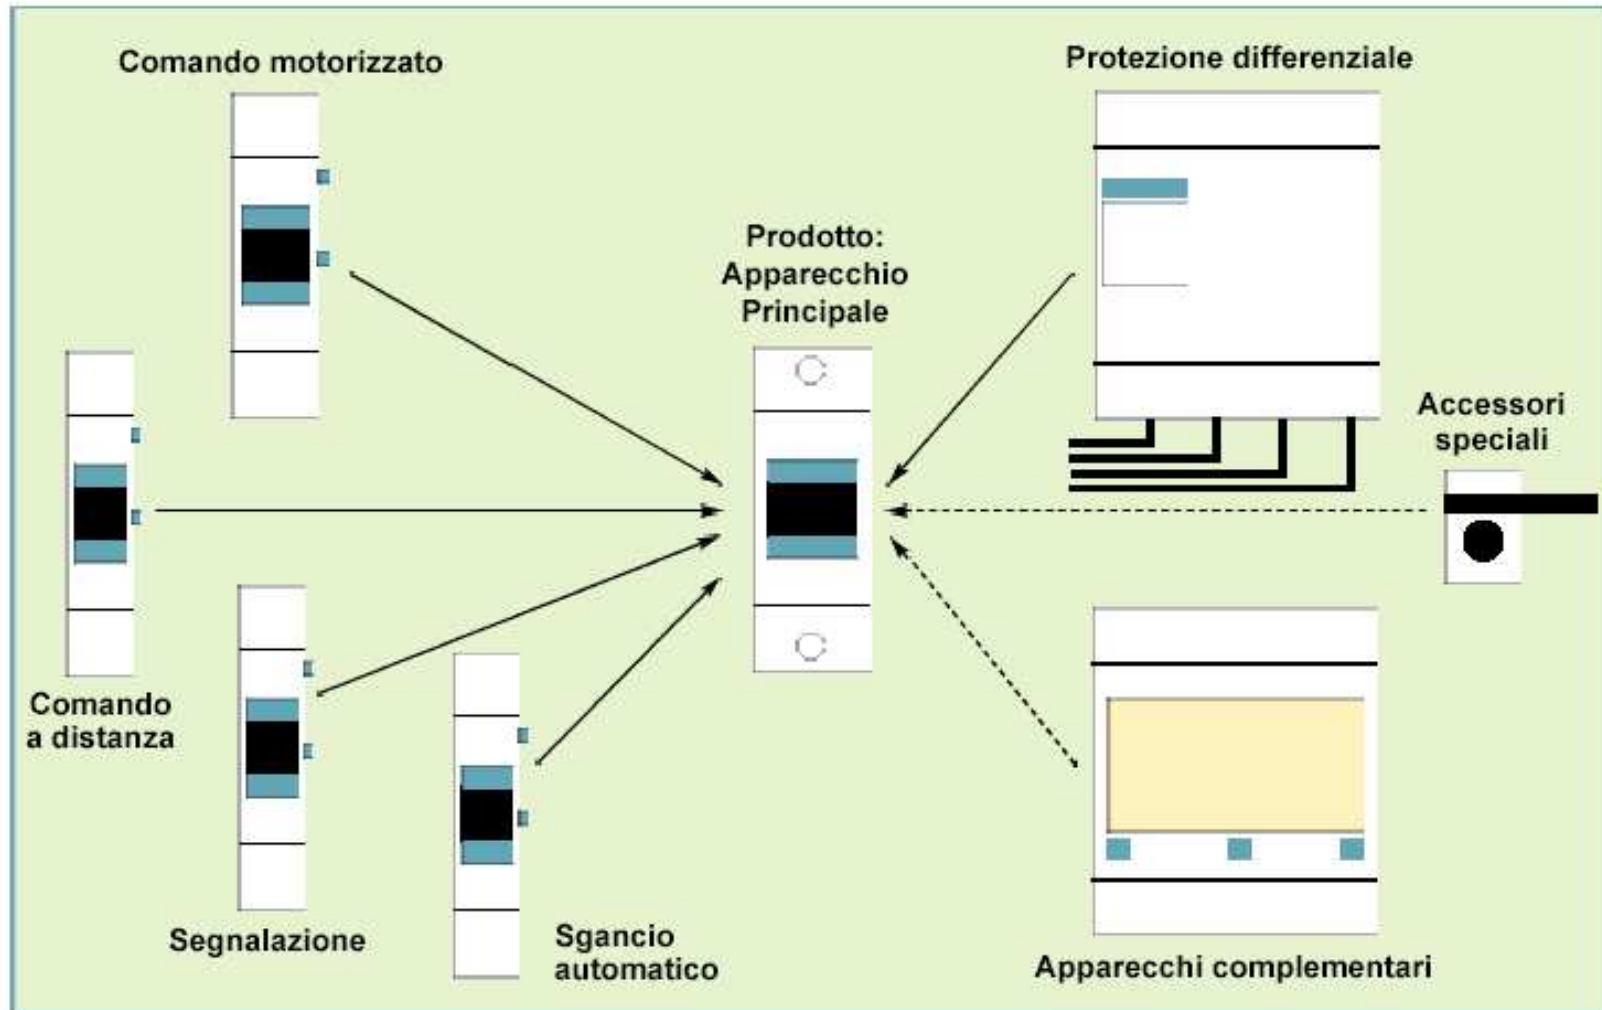 Comando motorizzato
Protezione differenziale
Prodotto:
Apparecchio
Principale
Accessori
speciali
Comando
a distanza
Segnalazione
Sgancio
automatico
Apparecchi complementari